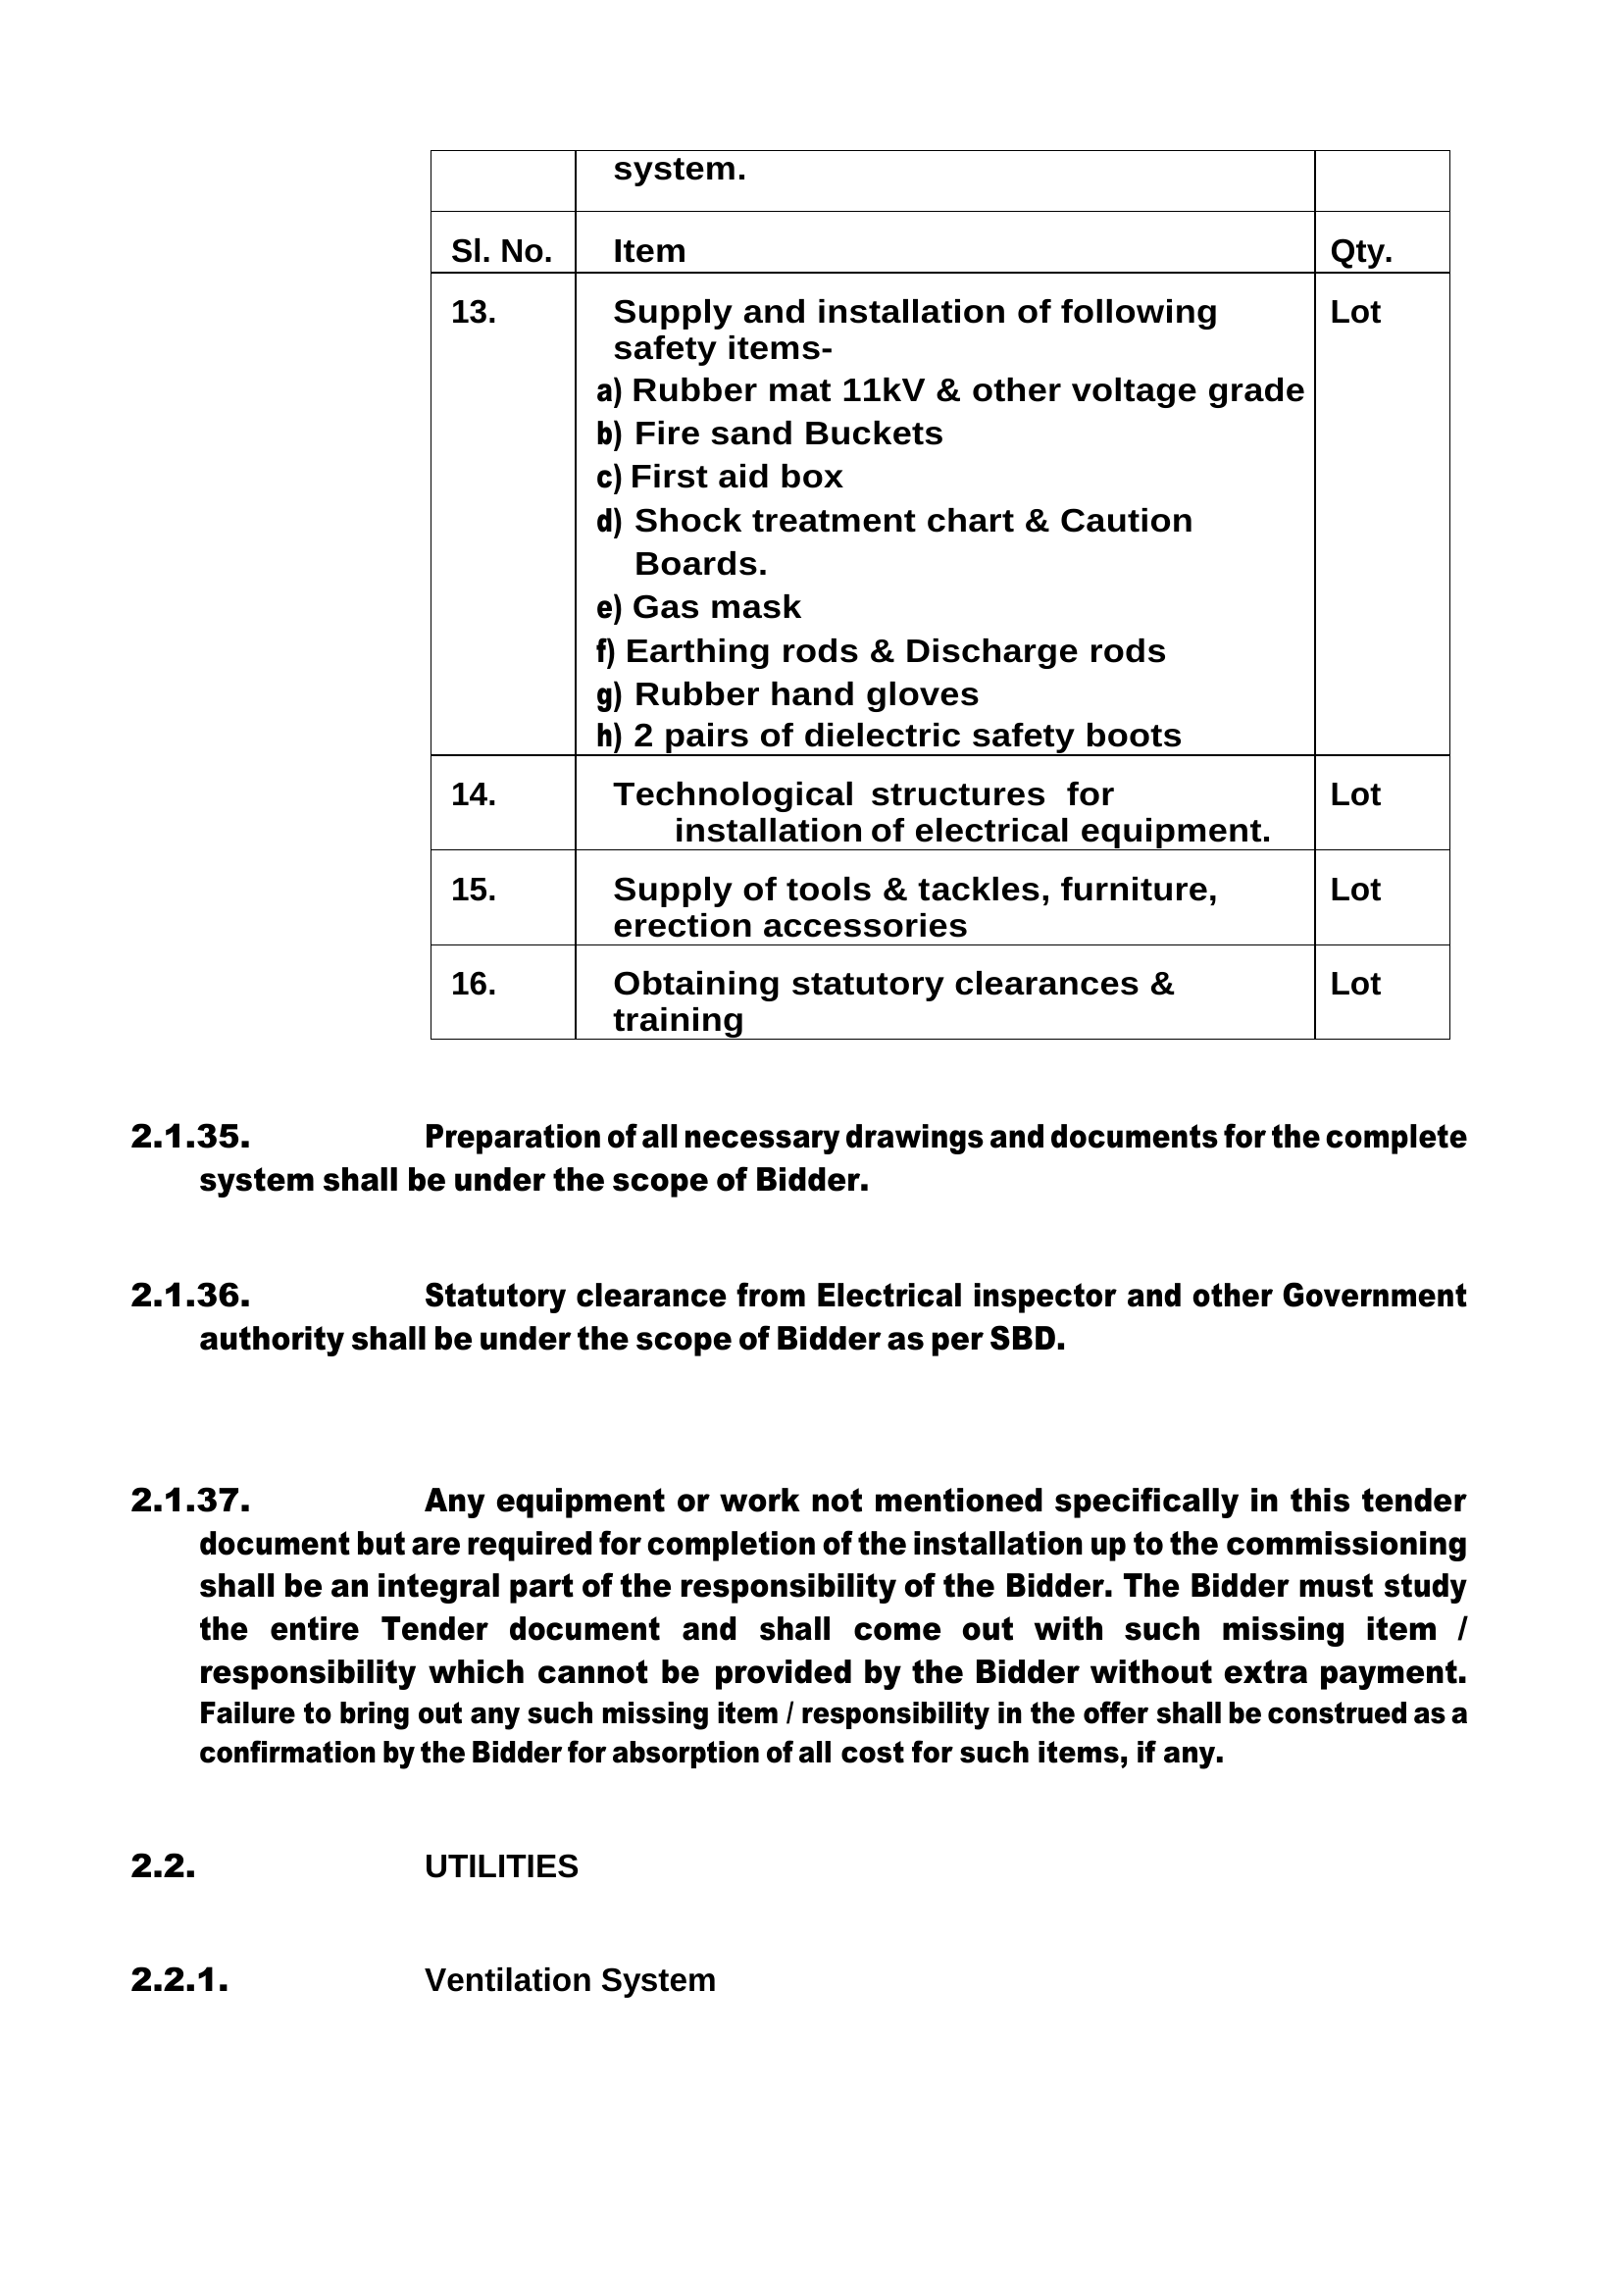 system.
Sl. No. Item Qty.
13. Supply and installation of following Lot
safety items-
a) Rubber mat 11kV & other voltage grade
b) Fire sand Buckets
c) First aid box
d) Shock treatment chart & Caution
Boards.
e) Gas mask
f) Earthing rods & Discharge rods
g) Rubber hand gloves
h) 2 pairs of dielectric safety boots
14. Technological structures for Lot
installation of electrical equipment.
15. Supply of tools & tackles, furniture, Lot
erection accessories
16. Obtaining statutory clearances & Lot
training
2.1.35. Preparation of all necessary drawings and documents for the complete
system shall be under the scope of Bidder.
2.1.36. Statutory clearance from Electrical inspector and other Government
authority shall be under the scope of Bidder as per SBD.
2.1.37. Any equipment or work not mentioned specifically in this tender
document but are required for completion of the installation up to the commissioning
shall be an integral part of the responsibility of the Bidder. The Bidder must study
the entire Tender document and shall come out with such missing item /
responsibility which cannot be provided by the Bidder without extra payment.
Failure to bring out any such missing item / responsibility in the offer shall be construed as a
confirmation by the Bidder for absorption of all cost for such items, if any.
2.2. UTILITIES
2.2.1. Ventilation System